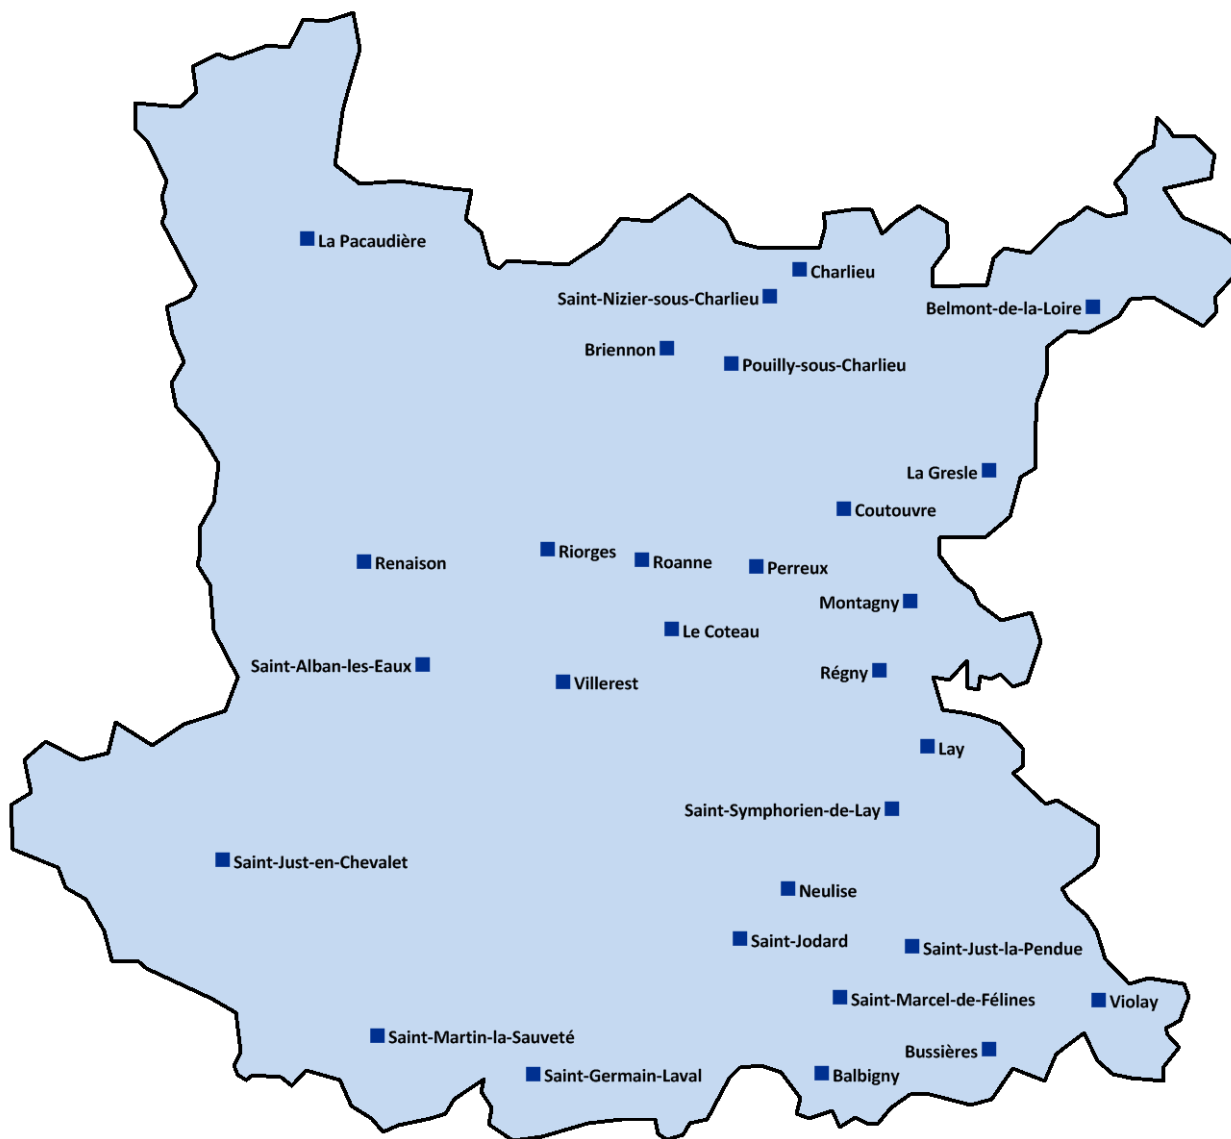 La Pacaudière
Charlieu
Saint-Nizier-sous-Charlieu
Belmont-de-la-Loire
Briennon
Pouilly-sous-Charlieu
La Gresle
Coutouvre
Riorges
Roanne
Renaison
Perreux
Montagny
Le Coteau
Saint-Alban-les-Eaux
Régny
Villerest
Lay
Saint-Symphorien-de-Lay
Saint-Just-en-Chevalet
Neulise
Saint-Jodard
Saint-Just-la-Pendue
Saint-Marcel-de-Félines
Violay
Saint-Martin-la-Sauveté
Bussières
Saint-Germain-Laval
Balbigny